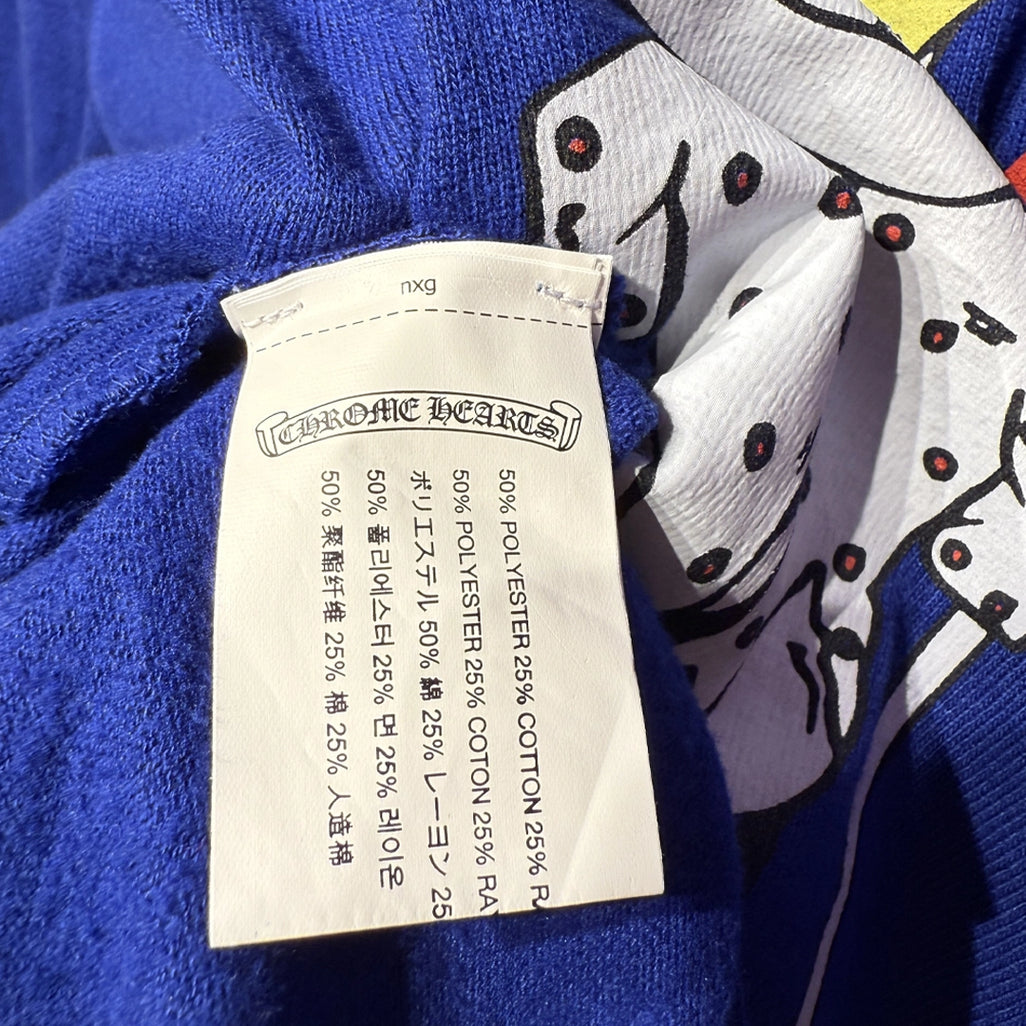 nxg
CHROME HEARTS
50% POLYESTER 25% COTTON 25% R
50% POLYESTER 25% COTON 25% RA
ポリエステル 50% 綿 25% レーヨン 25
50% 폴리에스터 25% 면 25% 레이온
50% 聚酯纤维 25% 棉 25% 人造棉